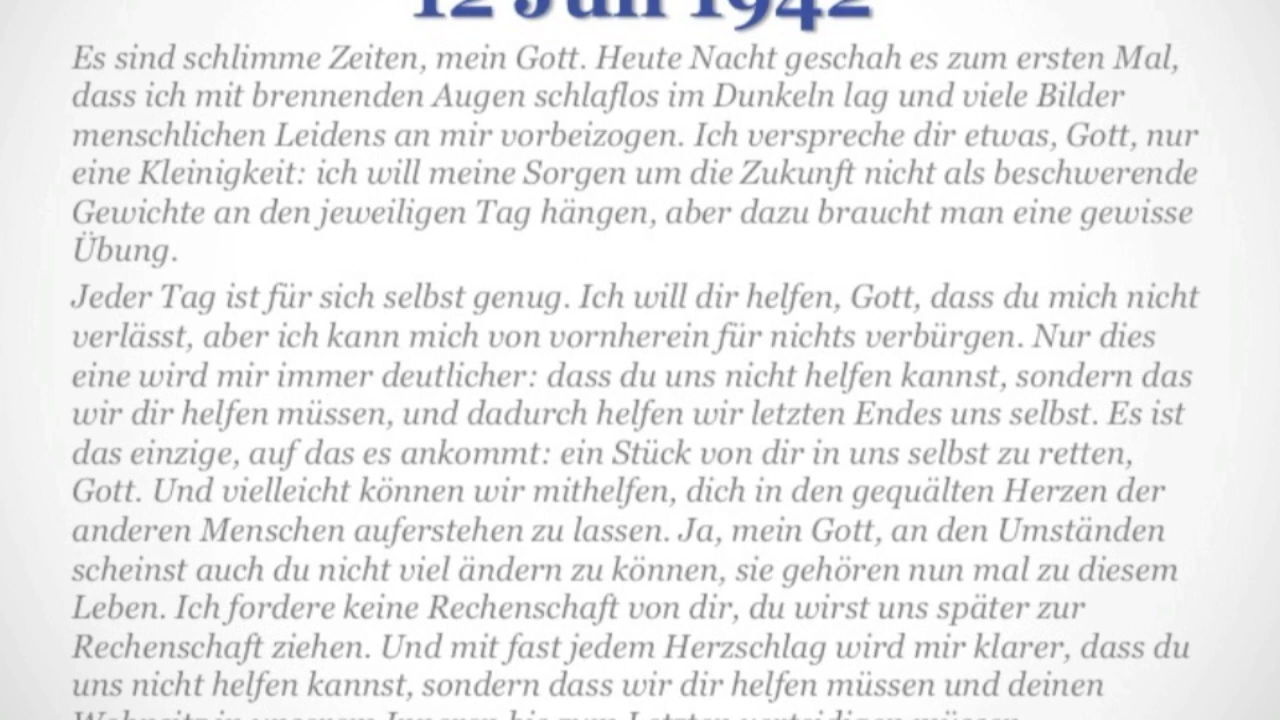 12 Juli 1942
Es sind schlimme Zeiten, mein Gott. Heute Nacht geschah es zum ersten Mal,
dass ich mit brennenden Augen schlaflos im Dunkeln lag und viele Bilder
menschlichen Leidens an mir vorbeizogen. Ich verspreche dir etwas, Gott, nur
eine Kleinigkeit: ich will meine Sorgen um die Zukunft nicht als beschwerende
Gewichte an den jeweiligen Tag hängen, aber dazu braucht man eine gewisse
Übung.
Jeder Tag ist für sich selbst genug. Ich will dir helfen, Gott, dass du mich nicht
verlässt, aber ich kann mich von vornherein für nichts verbürgen. Nur dies
eine wird mir immer deutlicher: dass du uns nicht helfen kannst, sondern das
wir dir helfen müssen, und dadurch helfen wir letzten Endes uns selbst. Es ist
das einzige, auf das es ankommt: ein Stück von dir in uns selbst zu retten,
Gott. Und vielleicht können wir mithelfen, dich in den gequälten Herzen der
anderen Menschen auferstehen zu lassen. Ja, mein Gott, an den Umständen
scheinst auch du nicht viel ändern zu können, sie gehören nun mal zu diesem
Leben. Ich fordere keine Rechenschaft von dir, du wirst uns später zur
Rechenschaft ziehen. Und mit fast jedem Herzschlag wird mir klarer, dass du
uns nicht helfen kannst, sondern dass wir dir helfen müssen und deinen